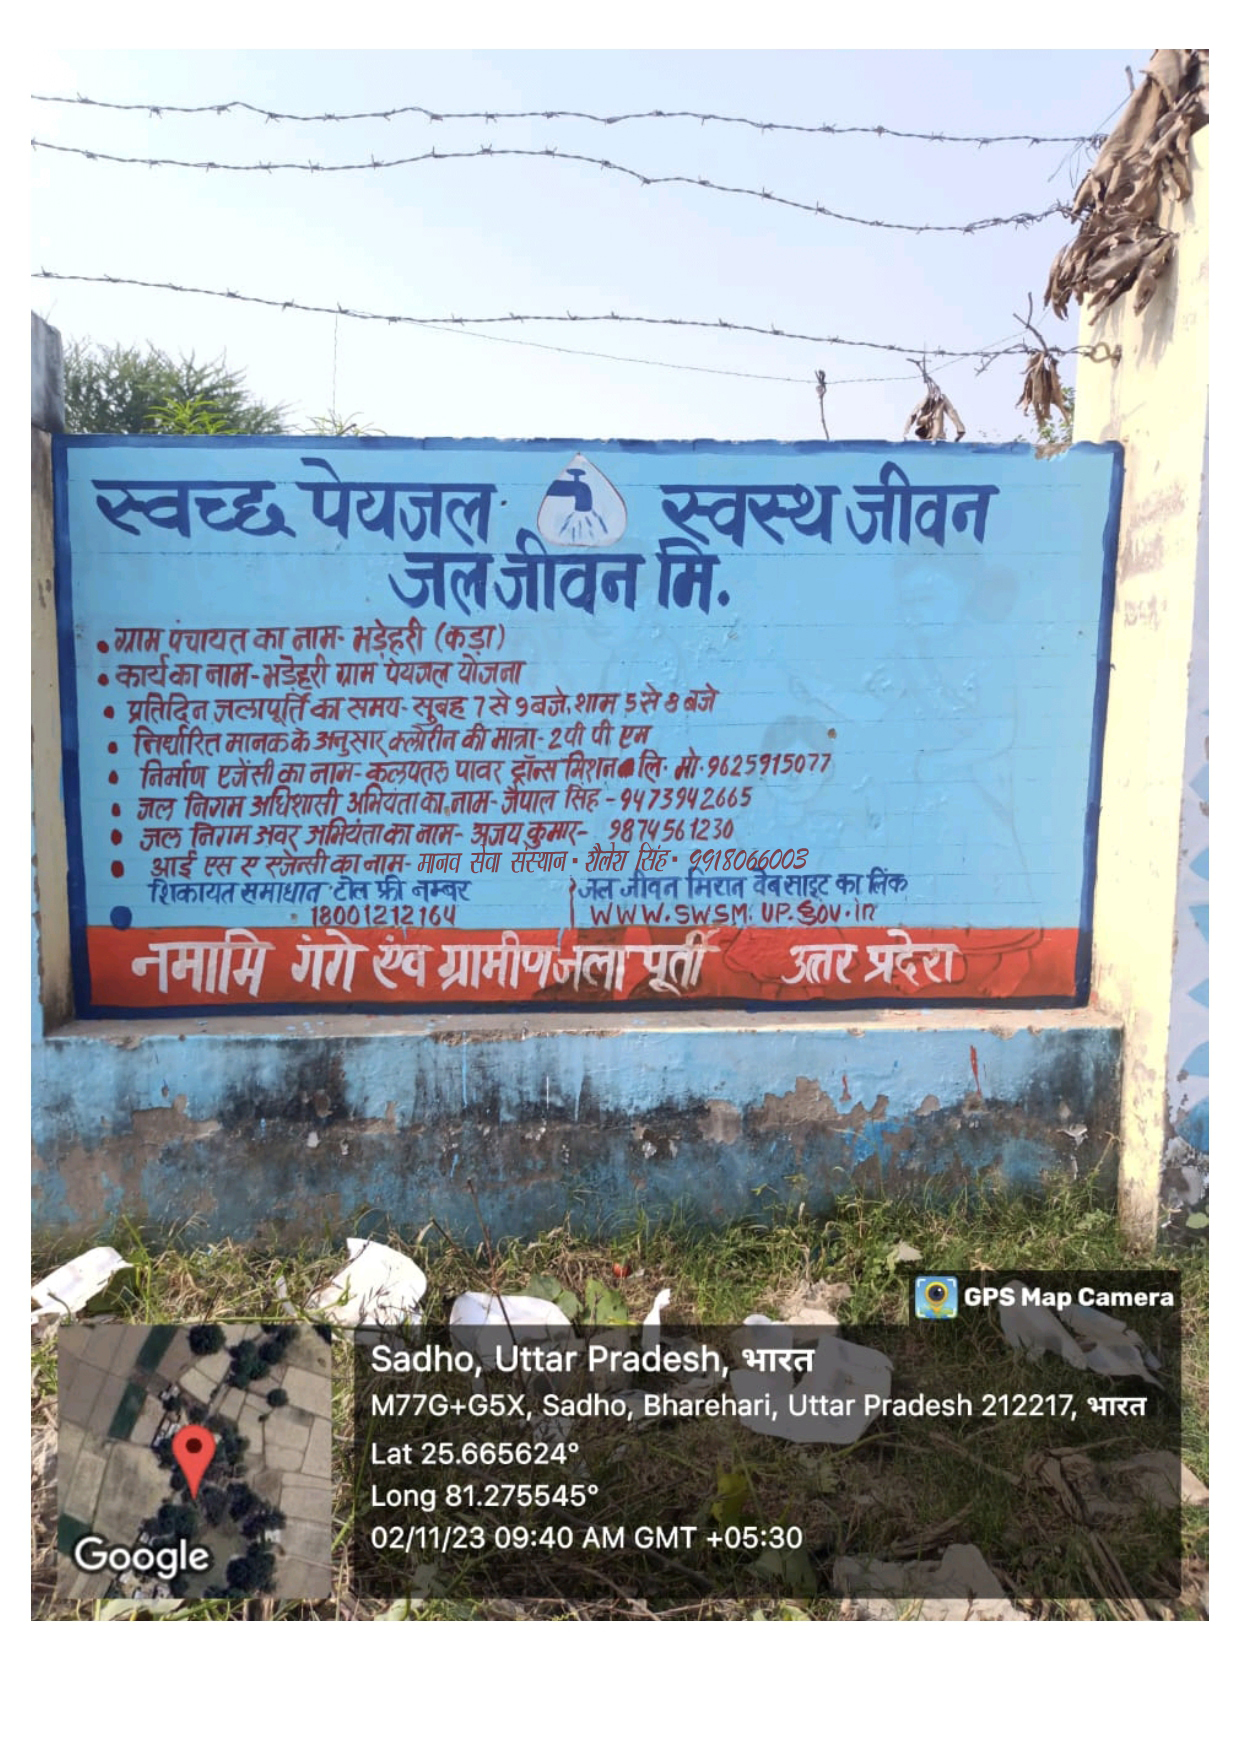 स्वच्छ पेयजल स्वस्थ जीवन
जल जीवन मि.
• ग्राम पंचायत का नाम- भड़ेहरी (कड़ा)
• कार्य का नाम- भड़ेहरी ग्राम पेयजल योजना
• प्रतिदिन जलापूर्ति का समय- सुबह 7 से 9 बजे, शाम 5 से 8 बजे
• निर्धारित मानक के अनुसार क्लोरीन की मात्रा- 2 पी पी एम
• निर्माण एजेंसी का नाम- कलपतरु पावर ट्रॉन्स मिशन लि. मो. 9625915077
• जल निगम अधिशासी अभियंता का नाम- जैपाल सिंह - 9473942665
• जल निगम अवर अभियंता का नाम- अजय कुमार- 9874561230
• आई एस ए एजेन्सी का नाम- मानव सेवा संस्थान • शैलेश सिंह • 9918066003
शिकायत समाधान टोल फ्री नम्बर
18001212164
जल जीवन मिशन वेब साइट का लिंक
WWW.SWSM.UP.GOV.In
नमामि गंगे एंव ग्रामीण जला पूर्ती उत्तर प्रदेश
GPS Map Camera
Sadho, Uttar Pradesh, भारत
M77G+G5X, Sadho, Bharehari, Uttar Pradesh 212217, भारत
Lat 25.665624°
Long 81.275545°
02/11/23 09:40 AM GMT +05:30
Google